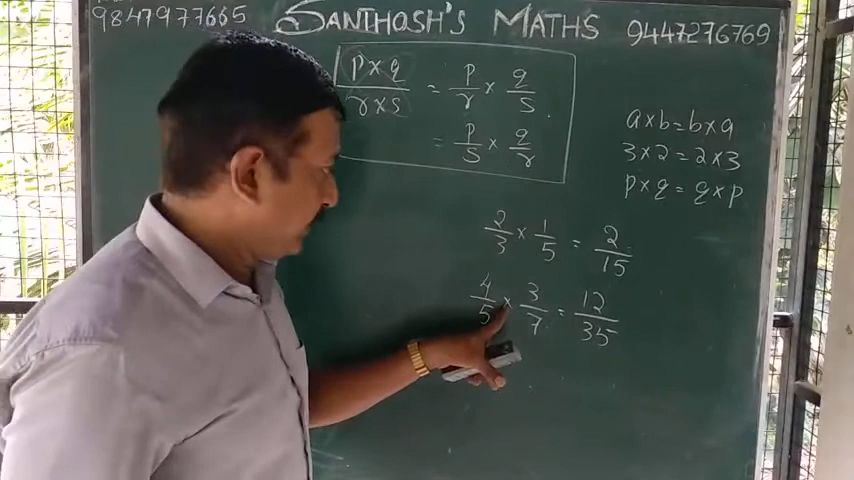 9847977665 SANTHOSH'S MATHS 9447276769
p×q/r×s = p/r × q/s
= p/s × q/r
a×b = b×a
3×2 = 2×3
p×q = q×p
2/3 × 1/5 = 2/15
4/5 × 3/7 = 12/35